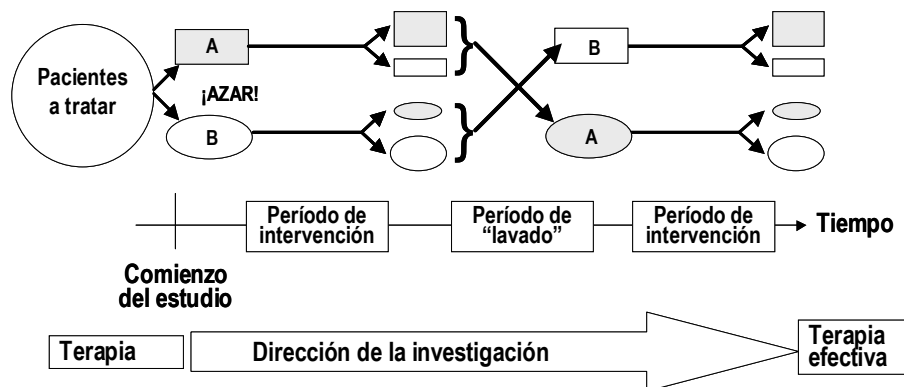 Pacientes
a tratar
A
¡AZAR!
B
B
A
Período de
intervención
Período de
“lavado”
Período de
intervención
Tiempo
Comienzo
del estudio
Terapia
Dirección de la investigación
Terapia
efectiva